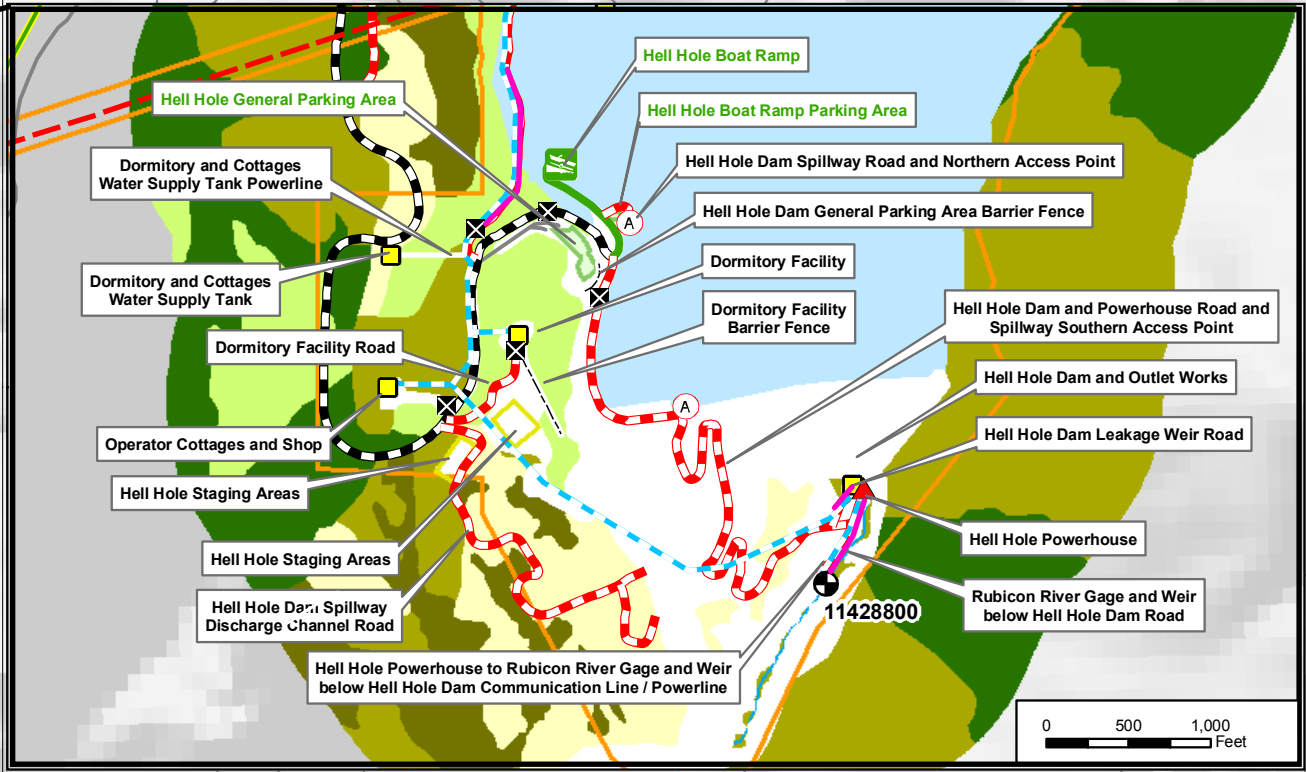 Hell Hole Boat Ramp
Hell Hole General Parking Area
Hell Hole Boat Ramp Parking Area
Dormitory and Cottages
Water Supply Tank Powerline
Hell Hole Dam Spillway Road and Northern Access Point
A
Hell Hole Dam General Parking Area Barrier Fence
Dormitory Facility
Dormitory and Cottages
Water Supply Tank
Dormitory Facility
Barrier Fence
Hell Hole Dam and Powerhouse Road and
Spillway Southern Access Point
Dormitory Facility Road
Hell Hole Dam and Outlet Works
A
Operator Cottages and Shop
Hell Hole Dam Leakage Weir Road
Hell Hole Staging Areas
Hell Hole Powerhouse
Hell Hole Staging Areas
Hell Hole Dam Spillway
Discharge Channel Road
Rubicon River Gage and Weir
below Hell Hole Dam Road
11428800
Hell Hole Powerhouse to Rubicon River Gage and Weir
below Hell Hole Dam Communication Line / Powerline
0 500 1,000
Feet